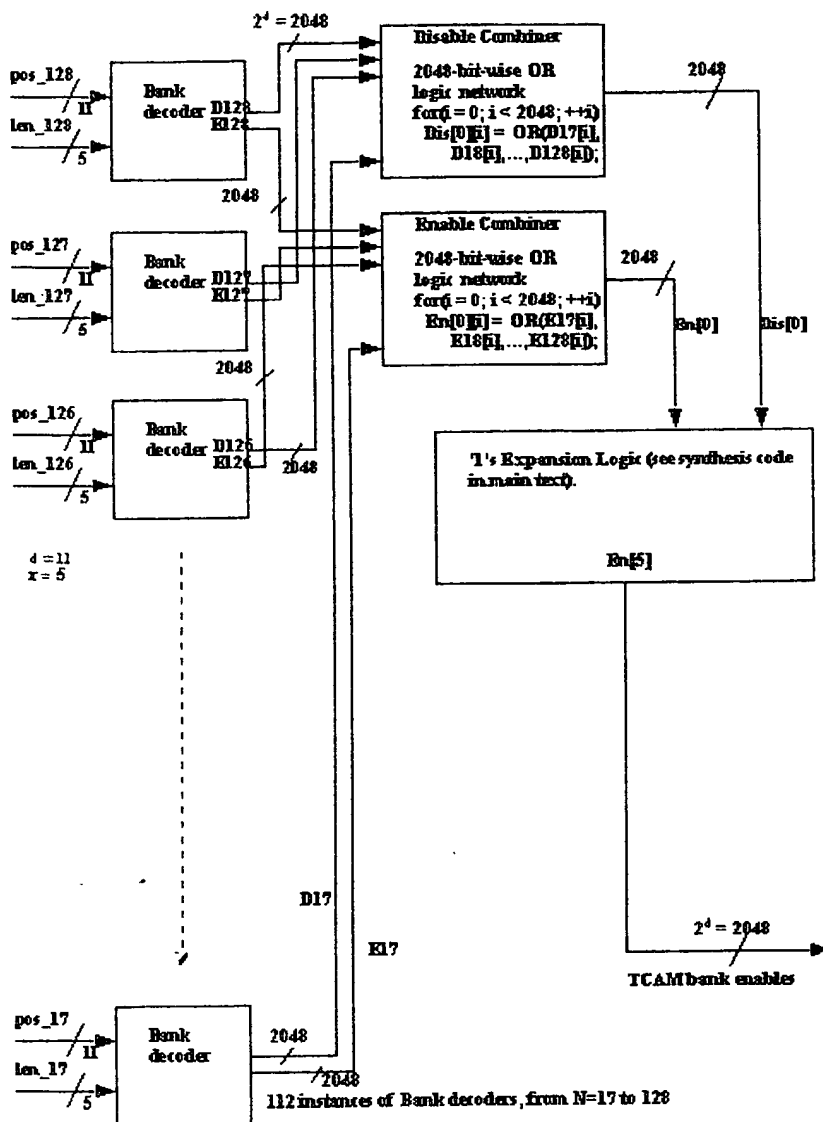 2^d = 2048
pos_128
11
len_128
5
Bank
decoder
D128
E128
2048
Disable Combiner
2048-bit-wise OR
logic network
for(i = 0; i < 2048; ++i)
Dis[0][i] = OR(D17[i],
D18[i],...,D128[i]);
2048
pos_127
11
len_127
5
Bank
decoder
D127
E127
2048
Enable Combiner
2048-bit-wise OR
logic network
for(i = 0; i < 2048; ++i)
En[0][i] = OR(E17[i],
E18[i],...,E128[i]);
2048
En[0]
Dis[0]
pos_126
11
len_126
5
Bank
decoder
D126
E126
2048
'1's Expansion Logic (see synthesis code
in main text).
En[5]
d = 11
x = 5
D17
E17
2^d = 2048
TCAM bank enables
pos_17
11
len_17
5
Bank
decoder
2048
2048
112 instances of Bank decoders, from N=17 to 128